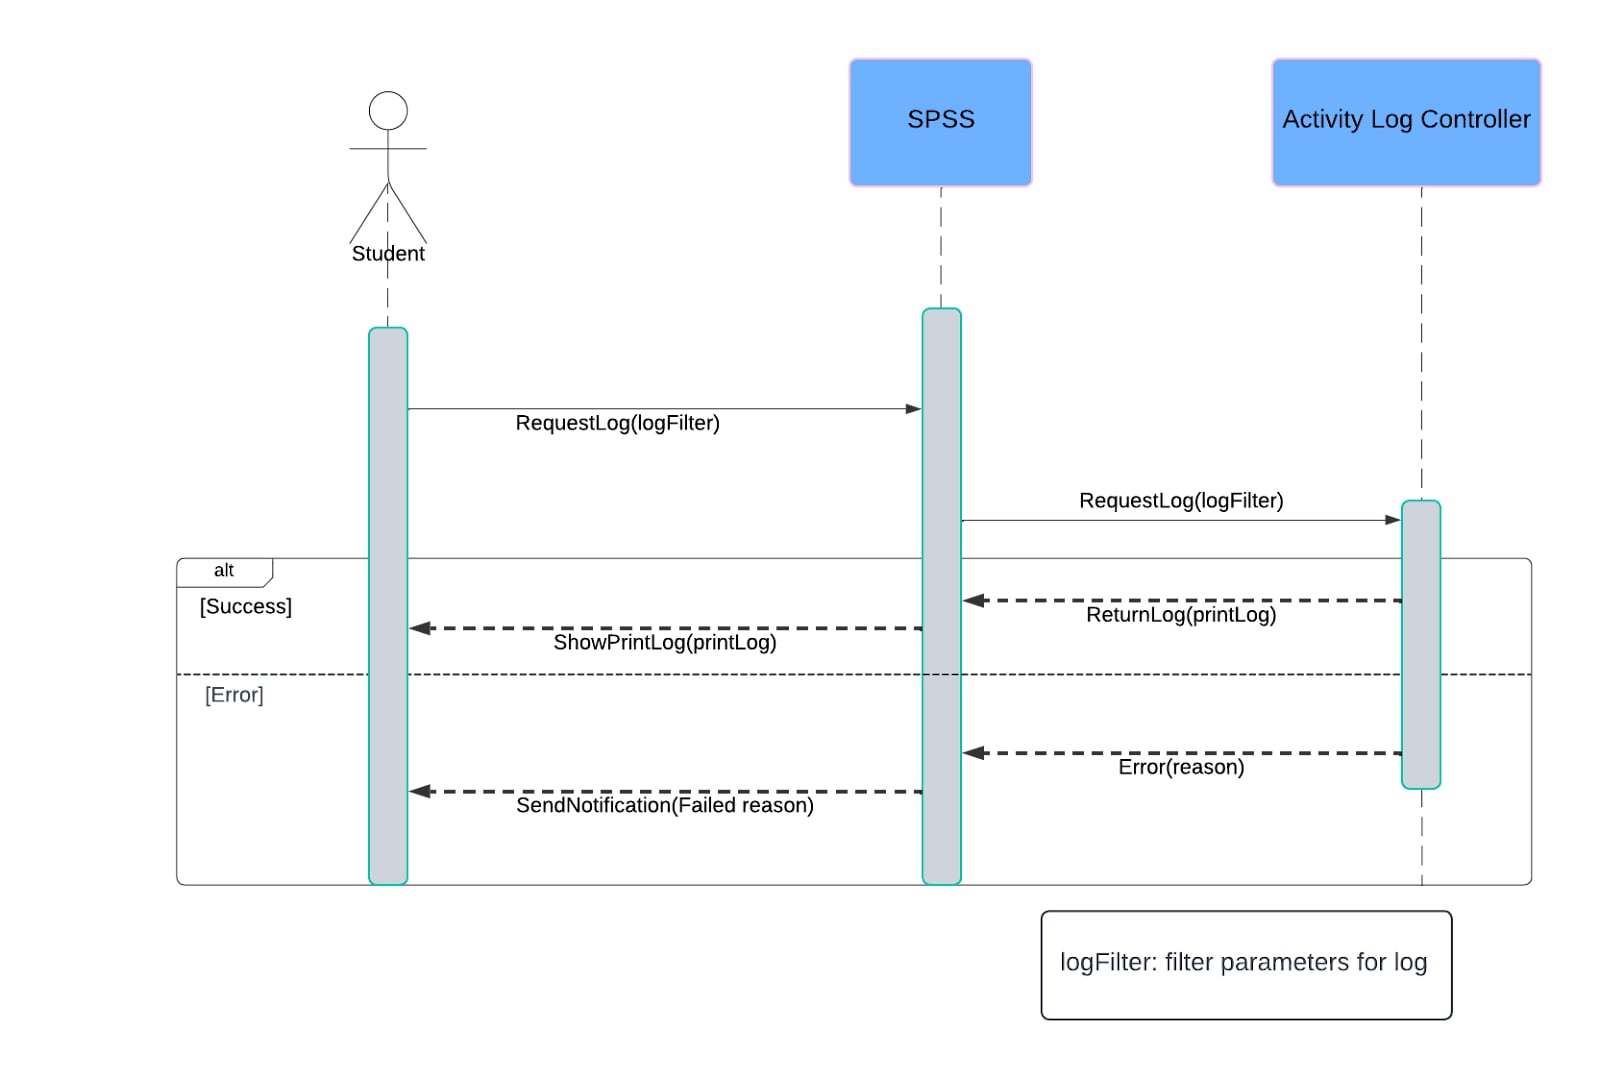 SPSS
Activity Log Controller
Student
RequestLog(logFilter)
RequestLog(logFilter)
alt
[Success]
ReturnLog(printLog)
ShowPrintLog(printLog)
[Error]
Error(reason)
SendNotification(Failed reason)
logFilter: filter parameters for log